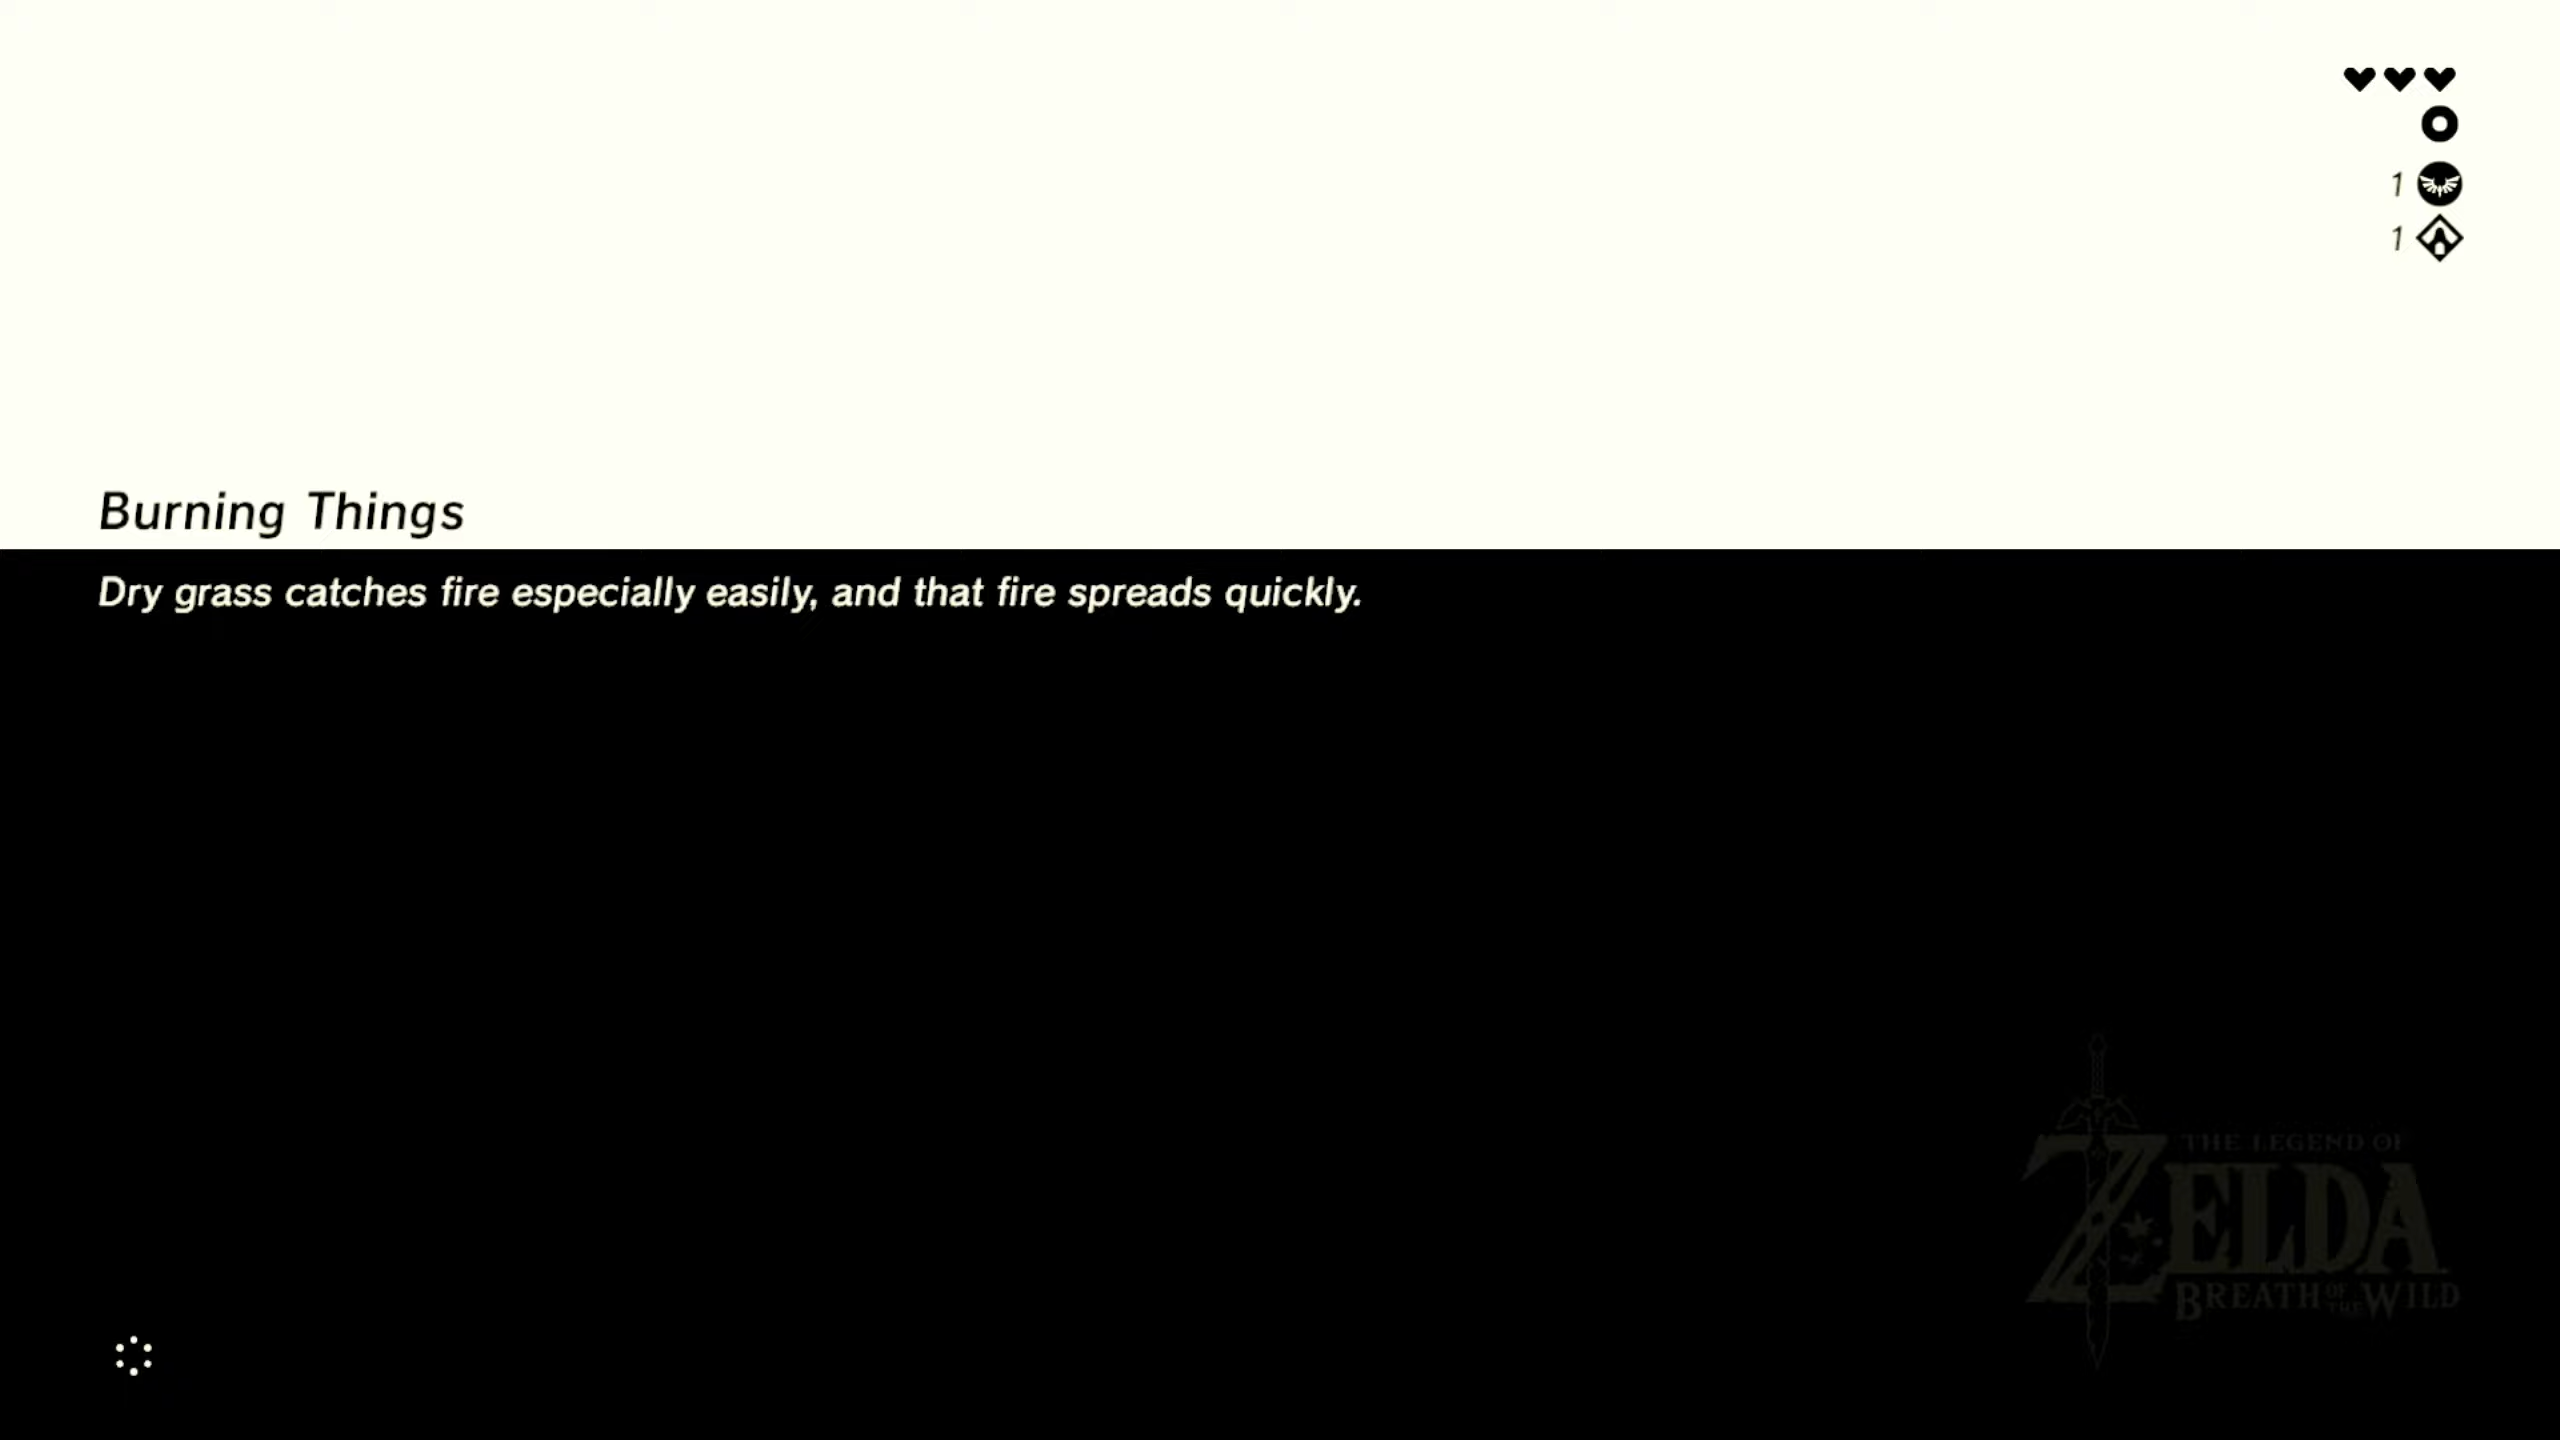 1
1
Burning Things
Dry grass catches fire especially easily, and that fire spreads quickly.
THE LEGEND OF
ZELDA
BREATH OF THE WILD